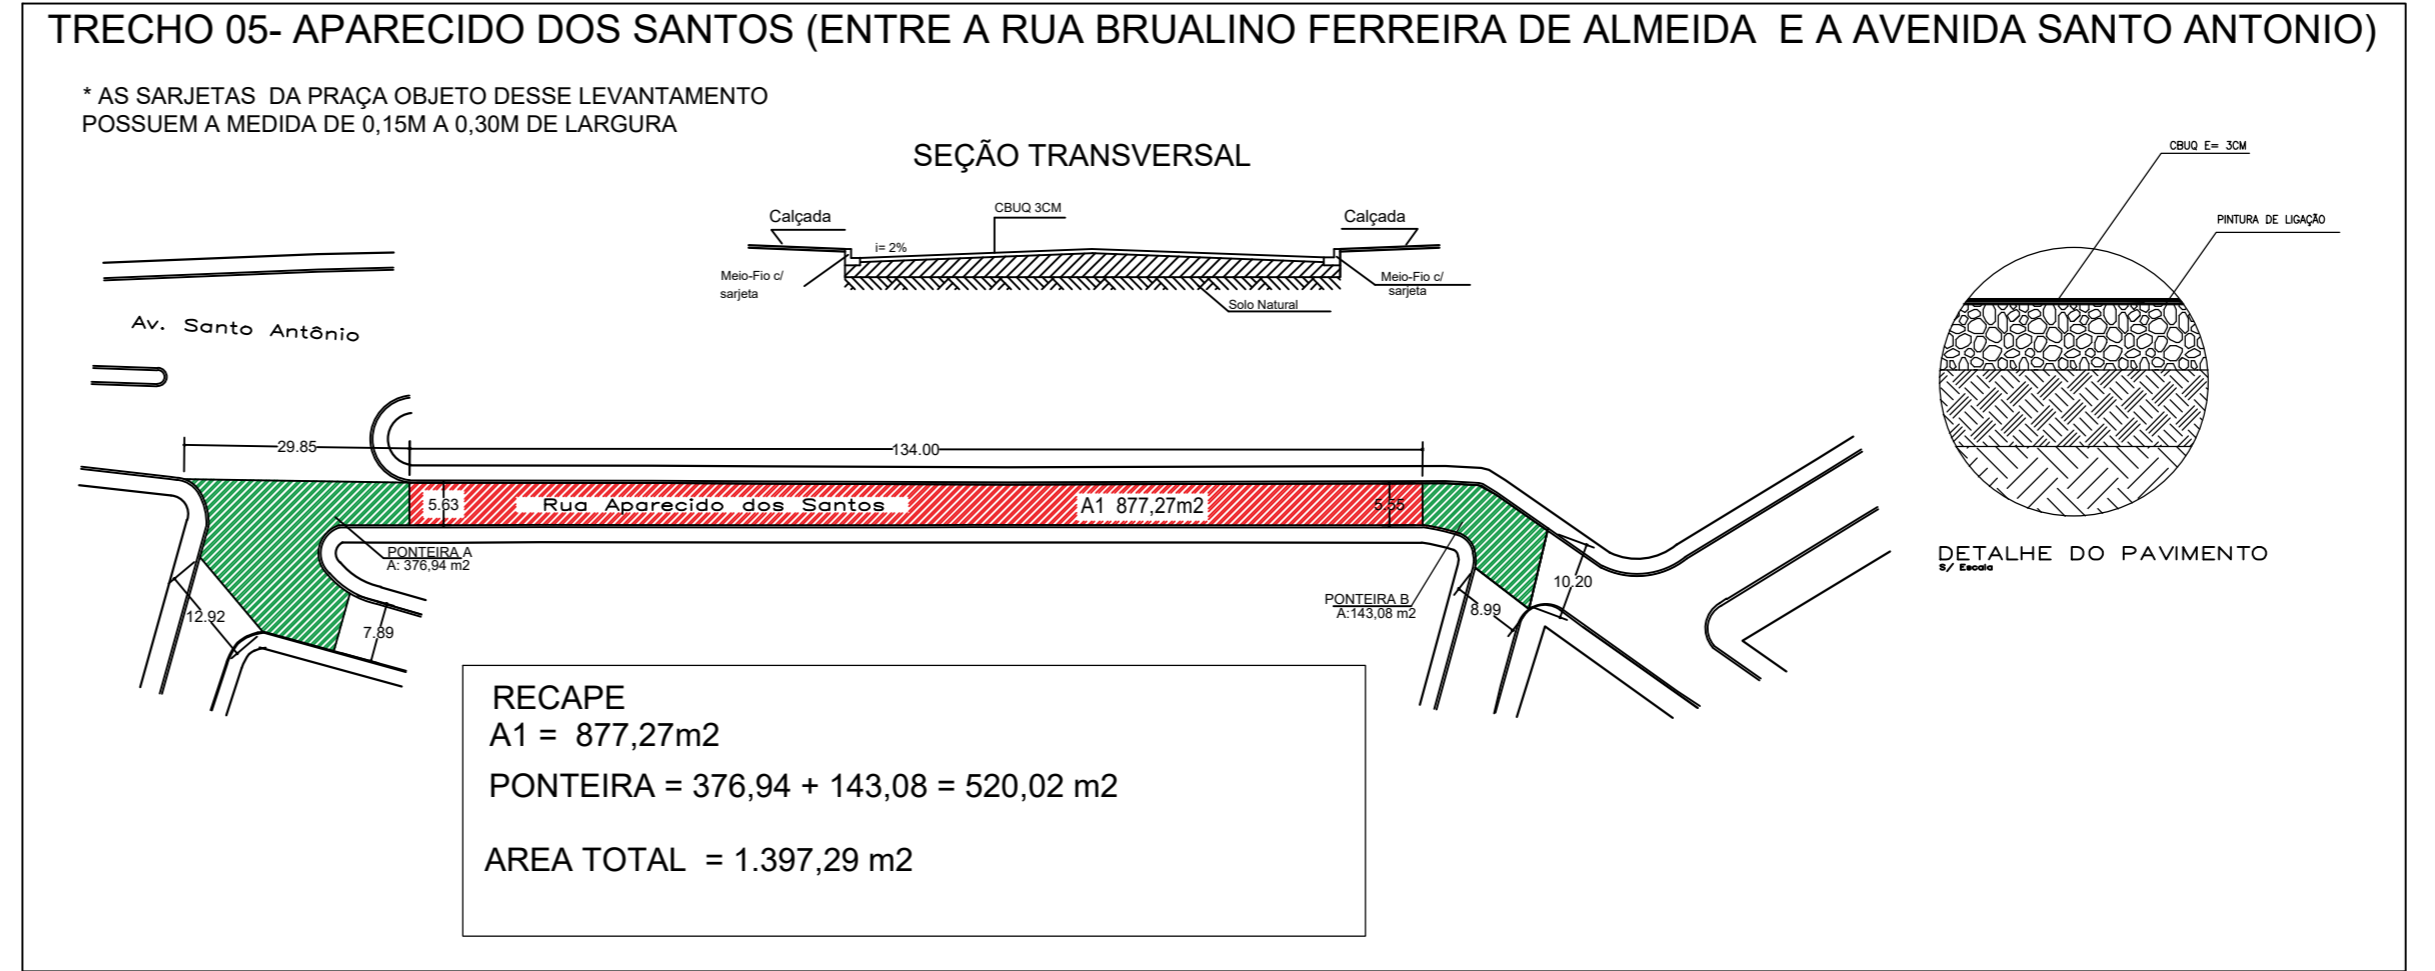 TRECHO 05- APARECIDO DOS SANTOS (ENTRE A RUA BRUALINO FERREIRA DE ALMEIDA E A AVENIDA SANTO ANTONIO)
* AS SARJETAS DA PRAÇA OBJETO DESSE LEVANTAMENTO
POSSUEM A MEDIDA DE 0,15M A 0,30M DE LARGURA
SEÇÃO TRANSVERSAL
Calçada
CBUQ 3CM
Calçada
i= 2%
Meio-Fio c/
sarjeta
Meio-Fio c/
sarjeta
Solo Natural
CBUQ E= 3CM
PINTURA DE LIGAÇÃO
DETALHE DO PAVIMENTO
S/ Escala
Av. Santo Antônio
29.85
134.00
5.63
Rua Aparecido dos Santos
A1 877,27m2
5.55
PONTEIRA A
A: 376,94 m2
12.92
7.89
PONTEIRA B
A:143,08 m2
8.99
10.20
RECAPE
A1 = 877,27m2
PONTEIRA = 376,94 + 143,08 = 520,02 m2
AREA TOTAL = 1.397,29 m2